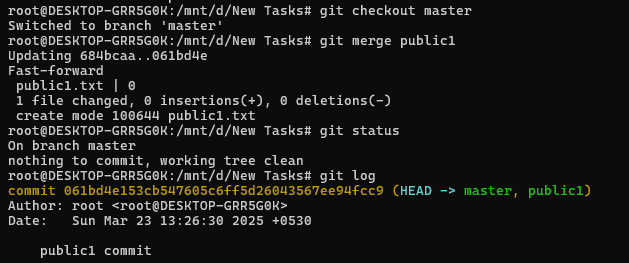 root@DESKTOP-GRR5G0K:/mnt/d/New Tasks# git checkout master
Switched to branch 'master'
root@DESKTOP-GRR5G0K:/mnt/d/New Tasks# git merge public1
Updating 684bcaa..061bd4e
Fast-forward
 public1.txt | 0
 1 file changed, 0 insertions(+), 0 deletions(-)
 create mode 100644 public1.txt
root@DESKTOP-GRR5G0K:/mnt/d/New Tasks# git status
On branch master
nothing to commit, working tree clean
root@DESKTOP-GRR5G0K:/mnt/d/New Tasks# git log
commit 061bd4e153cb547605c6ff5d26043567ee94fcc9 (HEAD -> master, public1)
Author: root <root@DESKTOP-GRR5G0K>
Date:   Sun Mar 23 13:26:30 2025 +0530

    public1 commit